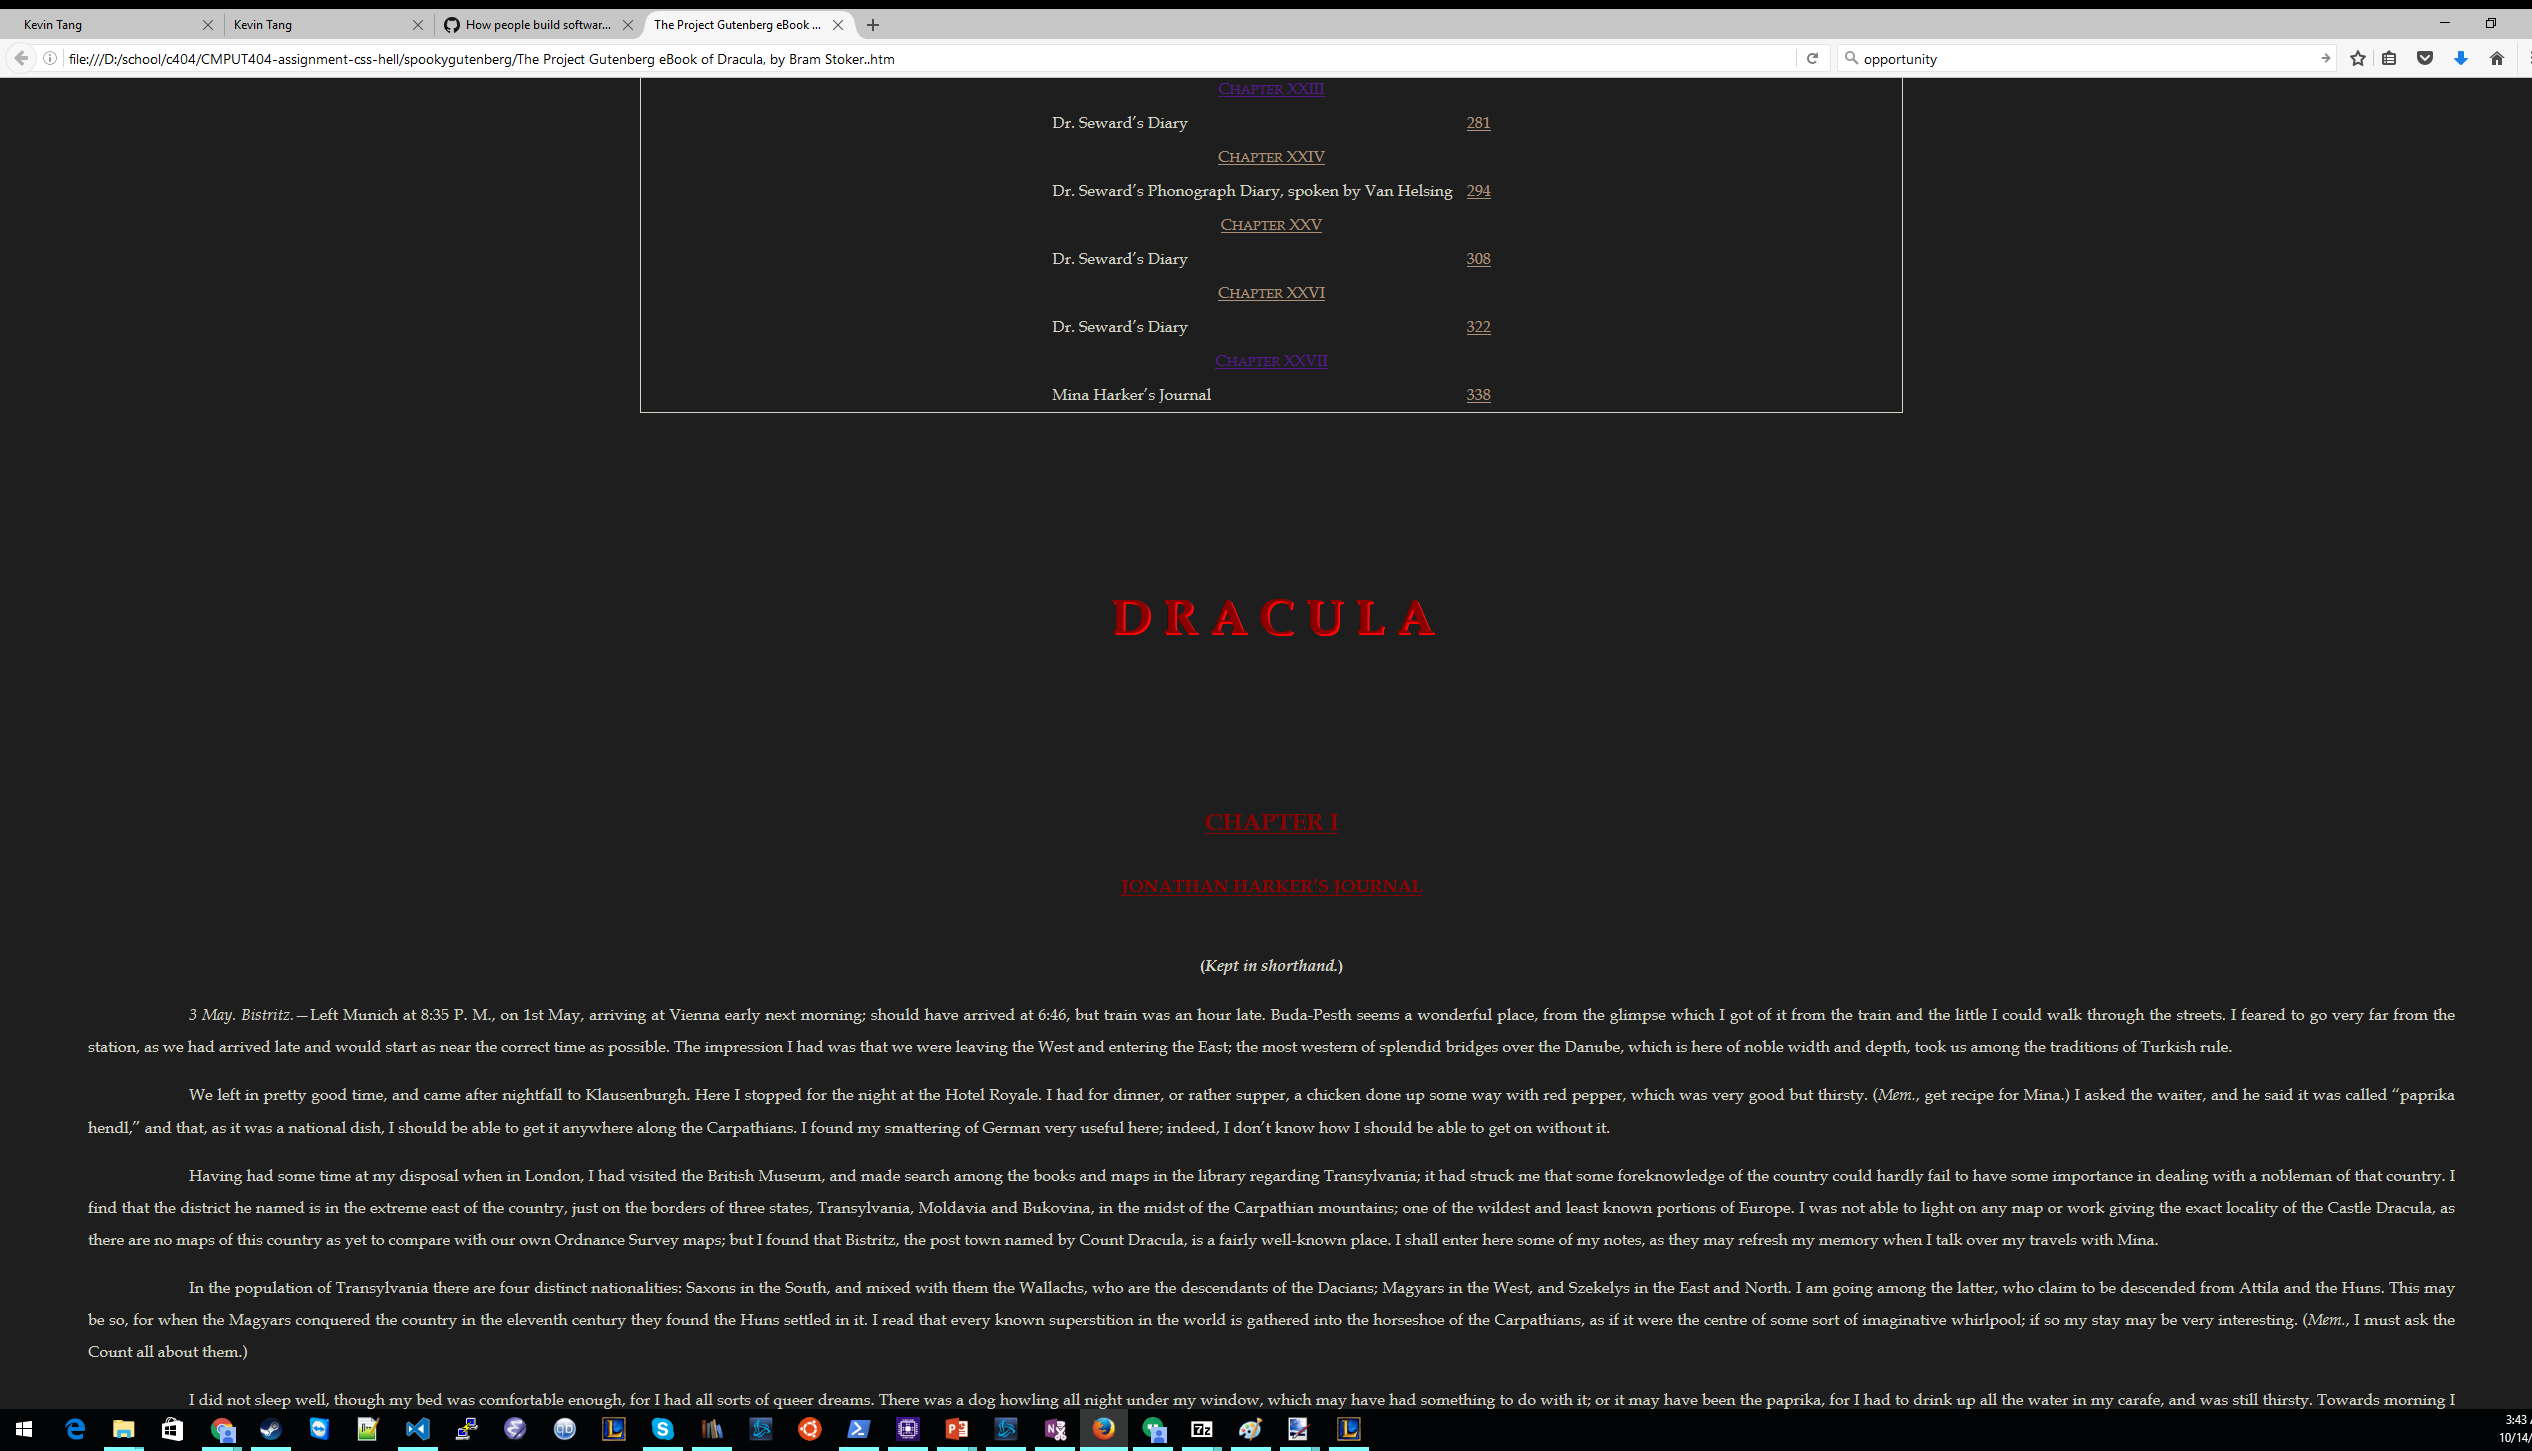 Kevin Tang
Kevin Tang
How people build softwar...
The Project Gutenberg eBook ...
file:///D:/school/c404/CMPUT404-assignment-css-hell/spookygutenberg/The Project Gutenberg eBook of Dracula, by Bram Stoker..htm
opportunity
CHAPTER XXIII
Dr. Seward’s Diary 281
CHAPTER XXIV
Dr. Seward’s Phonograph Diary, spoken by Van Helsing 294
CHAPTER XXV
Dr. Seward’s Diary 308
CHAPTER XXVI
Dr. Seward’s Diary 322
CHAPTER XXVII
Mina Harker’s Journal 338
D R A C U L A
CHAPTER I
JONATHAN HARKER’S JOURNAL
(Kept in shorthand.)
3 May. Bistritz.—Left Munich at 8:35 P. M., on 1st May, arriving at Vienna early next morning; should have arrived at 6:46, but train was an hour late. Buda-Pesth seems a wonderful place, from the glimpse which I got of it from the train and the little I could walk through the streets. I feared to go very far from the
station, as we had arrived late and would start as near the correct time as possible. The impression I had was that we were leaving the West and entering the East; the most western of splendid bridges over the Danube, which is here of noble width and depth, took us among the traditions of Turkish rule.
We left in pretty good time, and came after nightfall to Klausenburgh. Here I stopped for the night at the Hotel Royale. I had for dinner, or rather supper, a chicken done up some way with red pepper, which was very good but thirsty. (Mem., get recipe for Mina.) I asked the waiter, and he said it was called “paprika
hendl,” and that, as it was a national dish, I should be able to get it anywhere along the Carpathians. I found my smattering of German very useful here; indeed, I don’t know how I should be able to get on without it.
Having had some time at my disposal when in London, I had visited the British Museum, and made search among the books and maps in the library regarding Transylvania; it had struck me that some foreknowledge of the country could hardly fail to have some importance in dealing with a nobleman of that country. I
find that the district he named is in the extreme east of the country, just on the borders of three states, Transylvania, Moldavia and Bukovina, in the midst of the Carpathian mountains; one of the wildest and least known portions of Europe. I was not able to light on any map or work giving the exact locality of the Castle Dracula, as
there are no maps of this country as yet to compare with our own Ordnance Survey maps; but I found that Bistritz, the post town named by Count Dracula, is a fairly well-known place. I shall enter here some of my notes, as they may refresh my memory when I talk over my travels with Mina.
In the population of Transylvania there are four distinct nationalities: Saxons in the South, and mixed with them the Wallachs, who are the descendants of the Dacians; Magyars in the West, and Szekelys in the East and North. I am going among the latter, who claim to be descended from Attila and the Huns. This may
be so, for when the Magyars conquered the country in the eleventh century they found the Huns settled in it. I read that every known superstition in the world is gathered into the horseshoe of the Carpathians, as if it were the centre of some sort of imaginative whirlpool; if so my stay may be very interesting. (Mem., I must ask the
Count all about them.)
I did not sleep well, though my bed was comfortable enough, for I had all sorts of queer dreams. There was a dog howling all night under my window, which may have had something to do with it; or it may have been the paprika, for I had to drink up all the water in my carafe, and was still thirsty. Towards morning I
3:43
10/14/